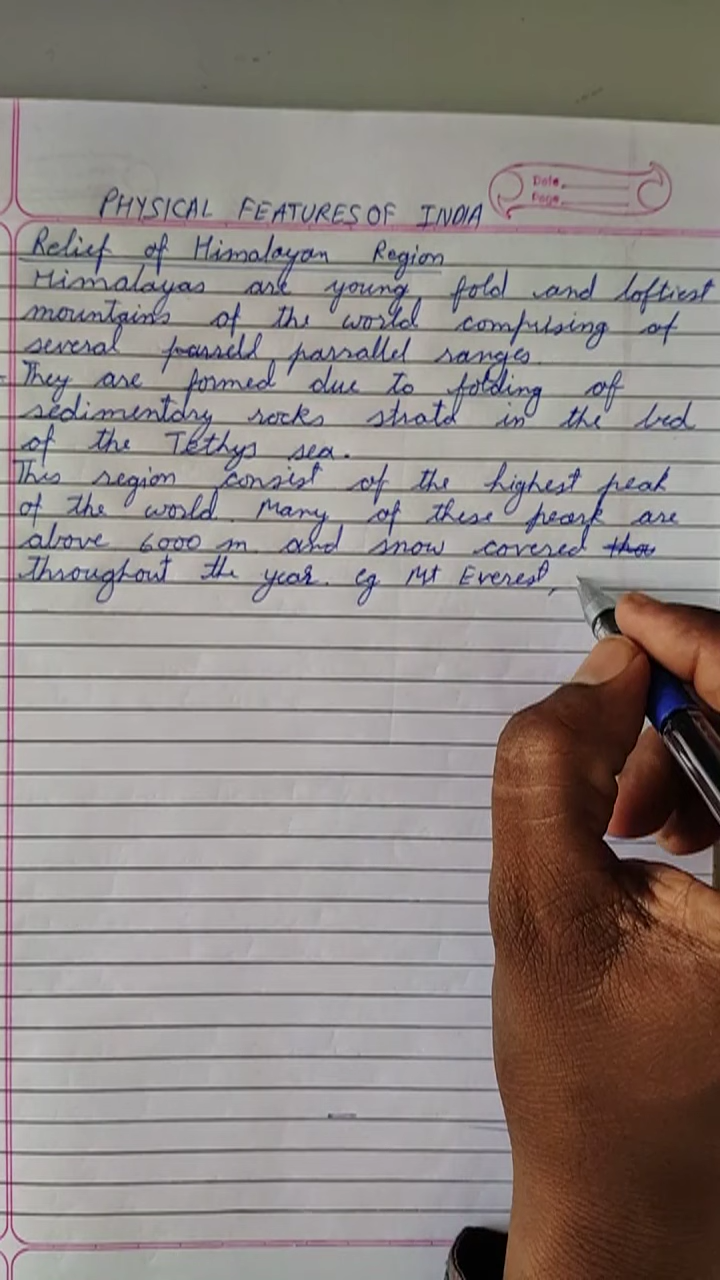 Date
Page
PHYSICAL FEATURES OF INDIA
Relief of Himalayan Region
Himalayas are young fold and loftiest
mountains of the world comprising of
several parrell parrallel ranges.
They are formed due to folding of
sedimentary rocks strata in the bed
of the Tethys sea.
This region consist of the highest peak
of the world. Many of these peark are
above 6000 m and snow covered tho
throughout the year. eg Mt Everest,